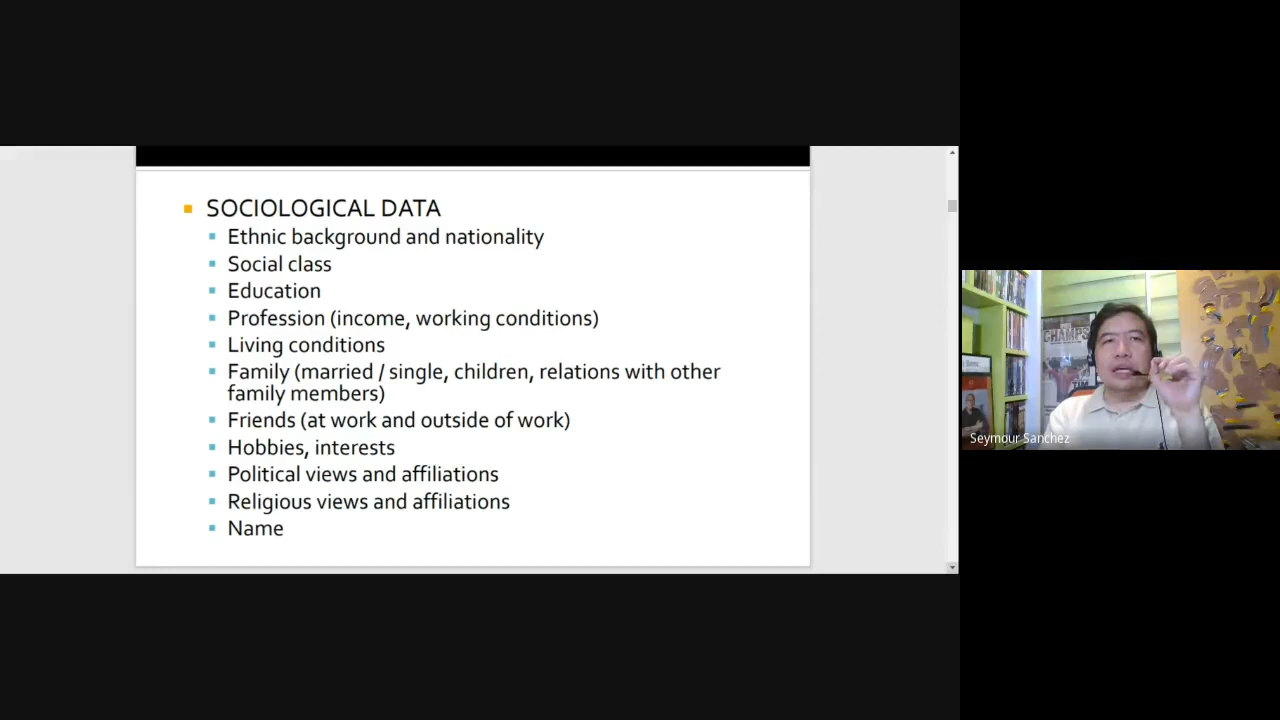 SOCIOLOGICAL DATA
Ethnic background and nationality
Social class
Education
Profession (income, working conditions)
Living conditions
Family (married / single, children, relations with other
family members)
Friends (at work and outside of work)
Hobbies, interests
Political views and affiliations
Religious views and affiliations
Name
CHAMPS
Seymour Sanchez